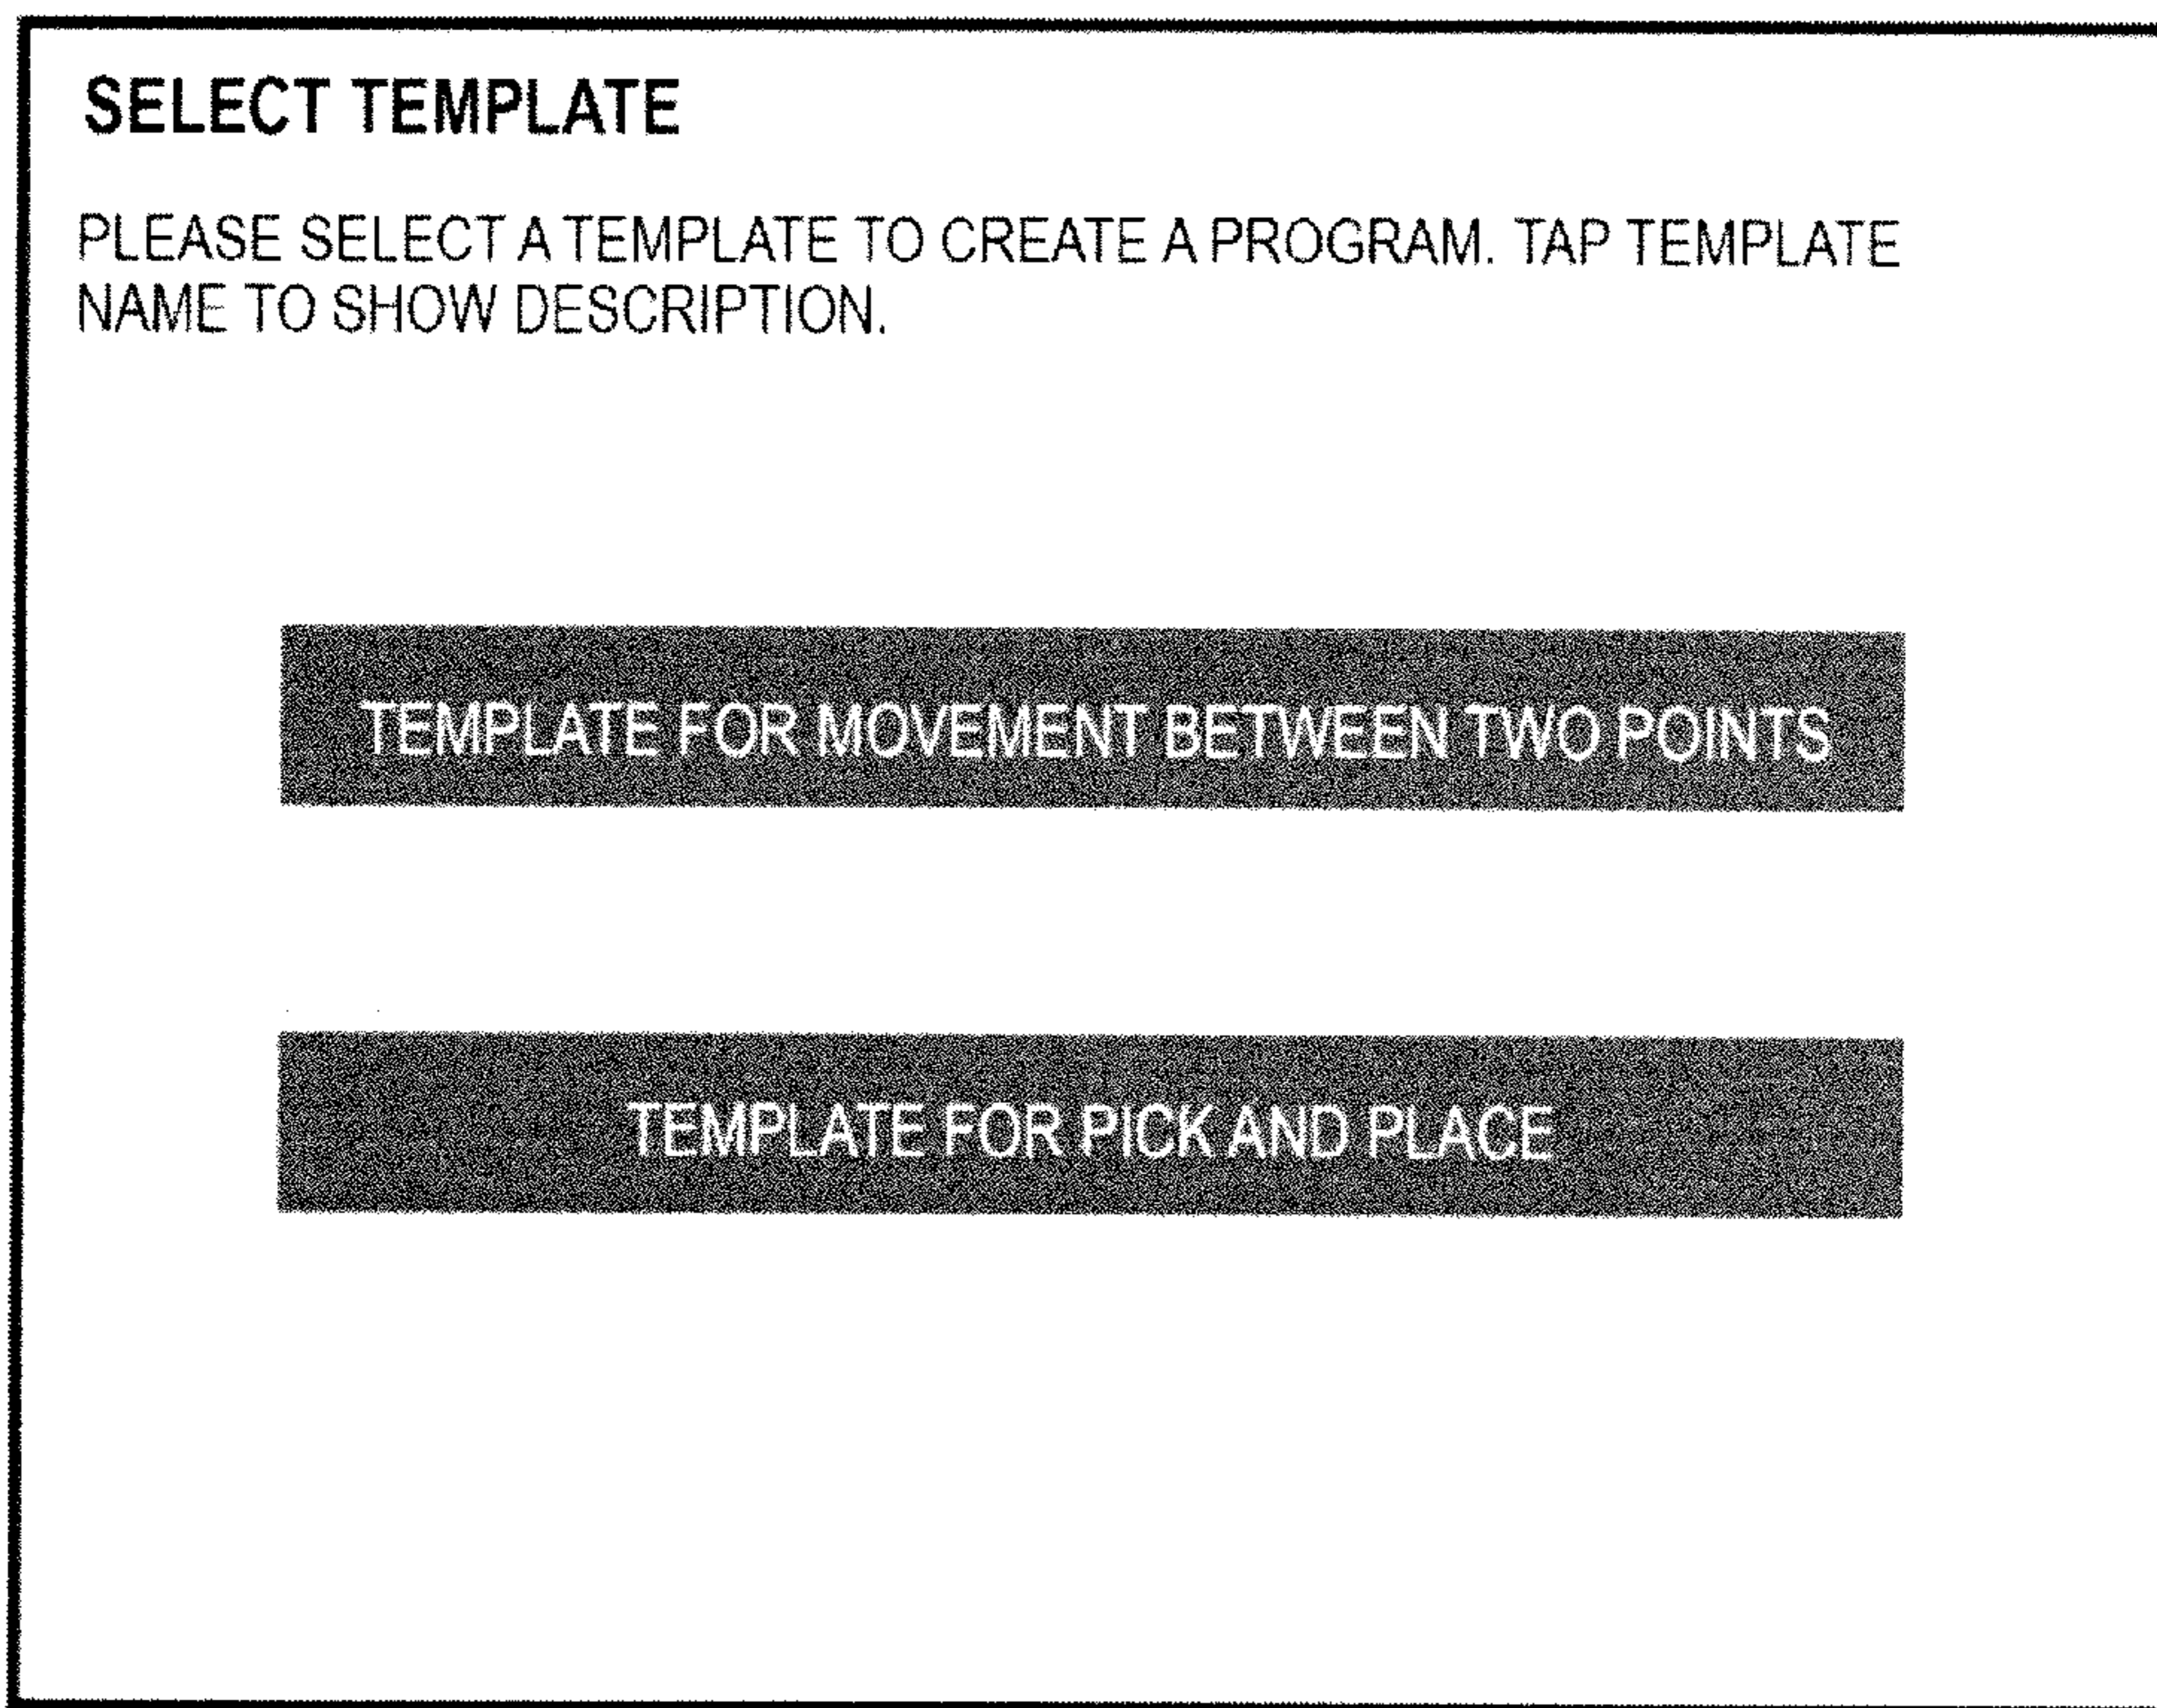 SELECT TEMPLATE
PLEASE SELECT A TEMPLATE TO CREATE A PROGRAM. TAP TEMPLATE
NAME TO SHOW DESCRIPTION.
TEMPLATE FOR MOVEMENT BETWEEN TWO POINTS
TEMPLATE FOR PICK AND PLACE